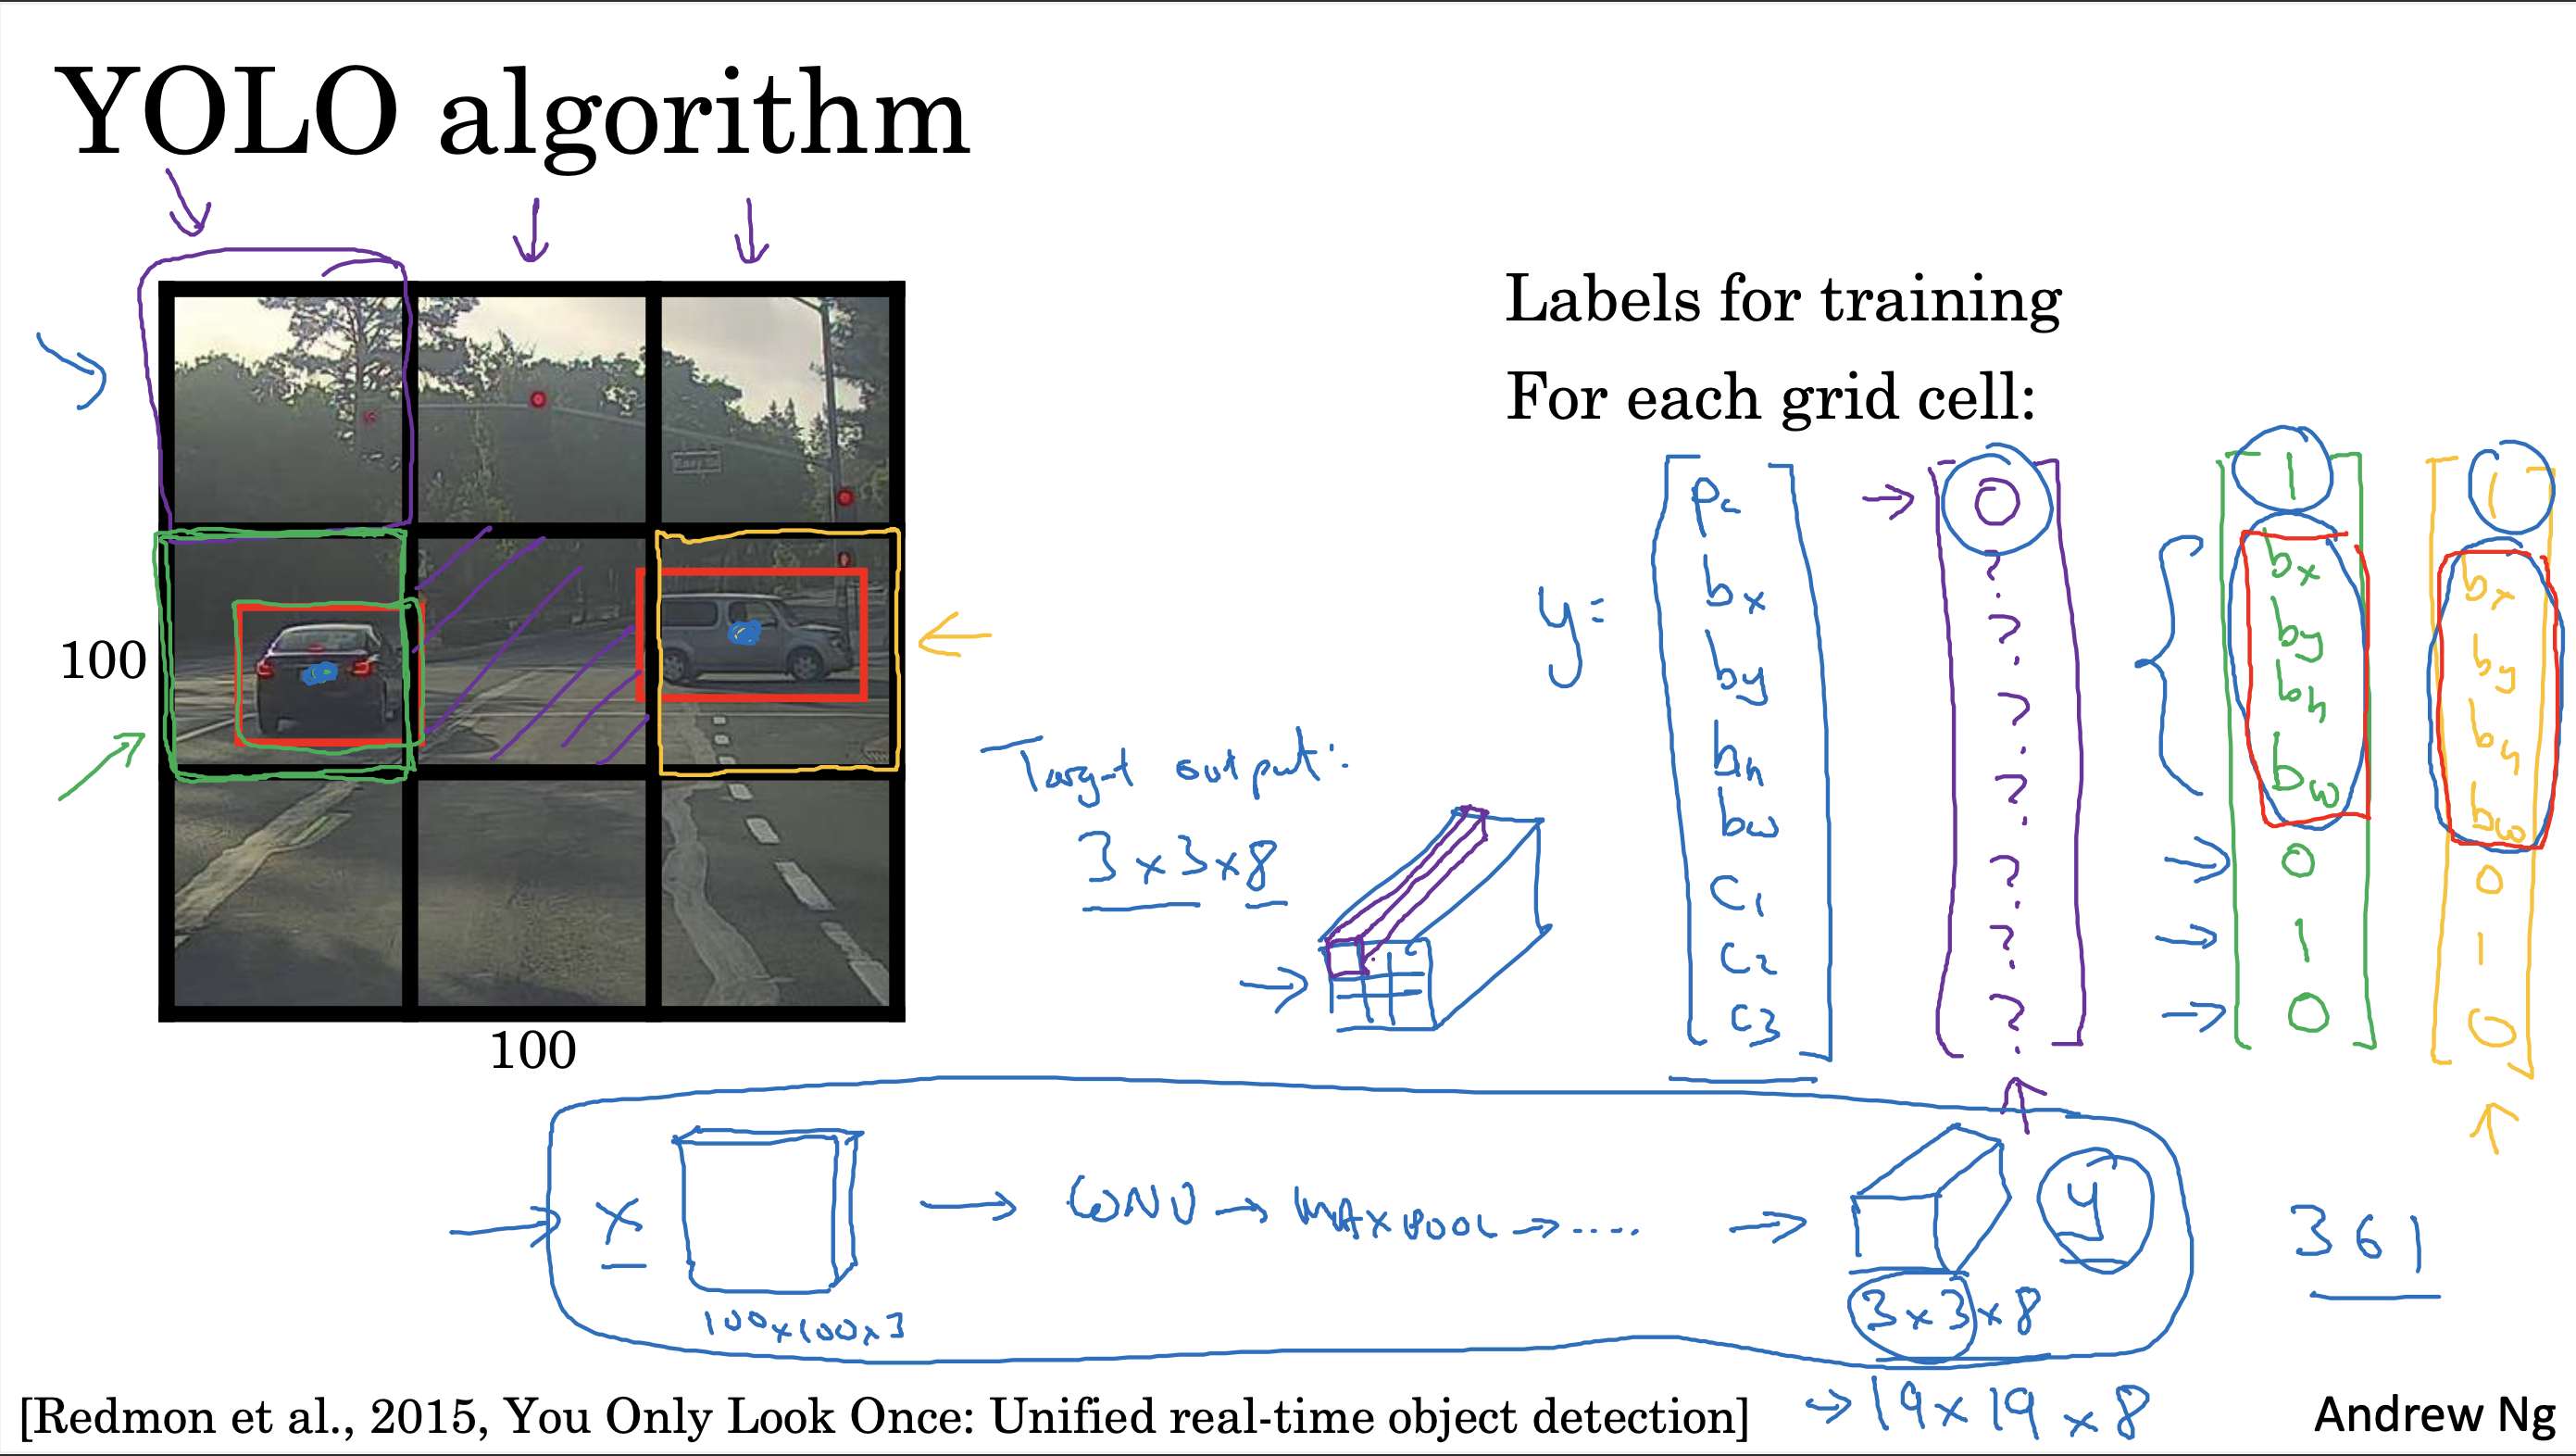 YOLO algorithm
Labels for training
For each grid cell:
100
100
Target output:
3 x 3 x 8
y =
Pc
bx
by
bh
bw
C1
C2
C3
0
?
?
?
?
?
?
?
1
bx
by
bh
bw
0
1
0
1
bx
by
bh
bw
0
1
0
x
100x100x3
→ CONV → MAXPOOL → ..... →
3 x 3 x 8
y
361
→ 19 x 19 x 8
[Redmon et al., 2015, You Only Look Once: Unified real-time object detection]
Andrew Ng